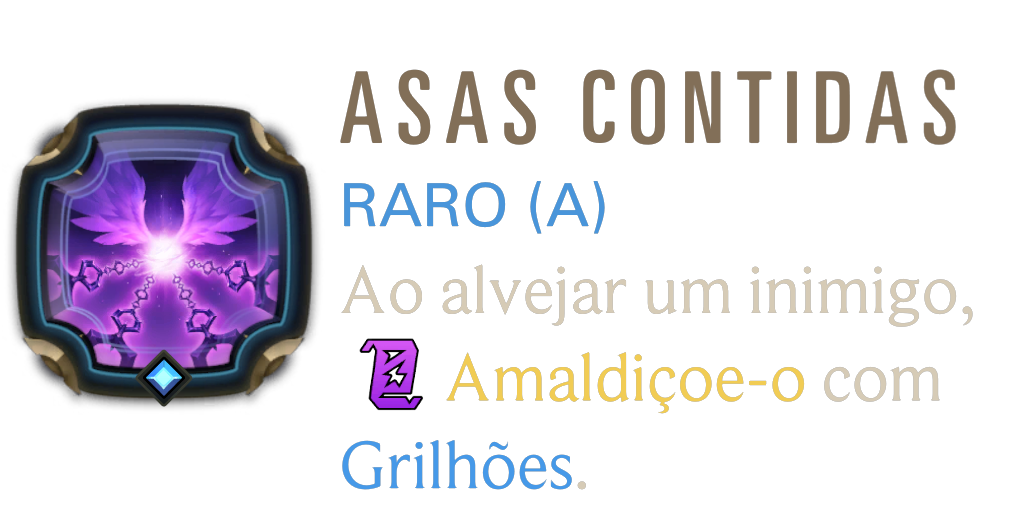 ASAS CONTIDAS
RARO (A)
Ao alvejar um inimigo,
Amaldiçoe-o com
Grilhões.